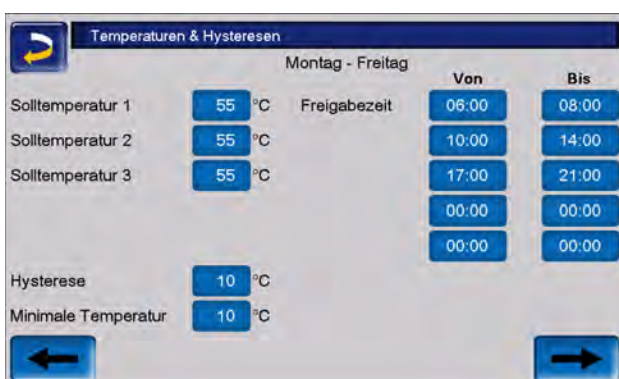 Temperaturen & Hysteresen
Montag - Freitag
Von Bis
Solltemperatur 1 55 °C Freigabezeit 06:00 08:00
Solltemperatur 2 55 °C 10:00 14:00
Solltemperatur 3 55 °C 17:00 21:00
00:00 00:00
00:00 00:00
Hysterese 10 °C
Minimale Temperatur 10 °C